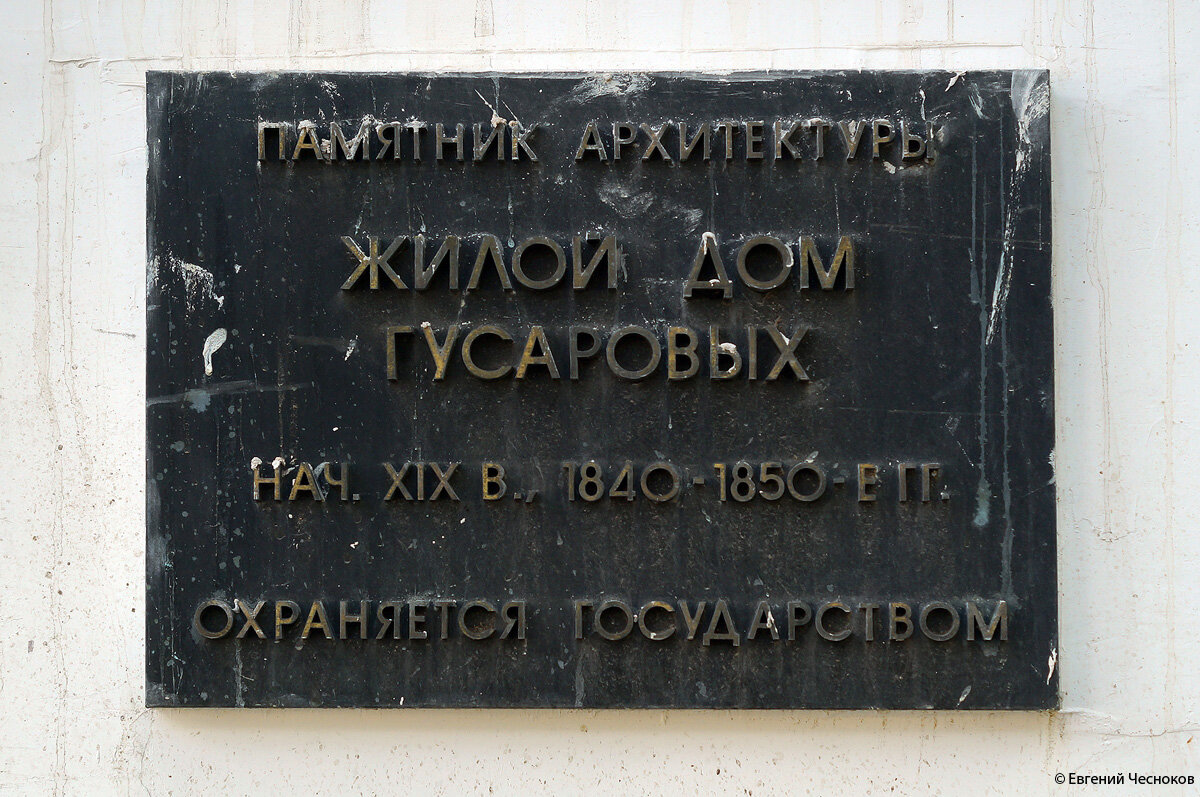 ПАМЯТНИК АРХИТЕКТУРЫ
ЖИЛОЙ ДОМ
ГУСАРОВЫХ
НАЧ. XIX В., 1840-1850-Е ГГ.
ОХРАНЯЕТСЯ ГОСУДАРСТВОМ
© Евгений Чесноков